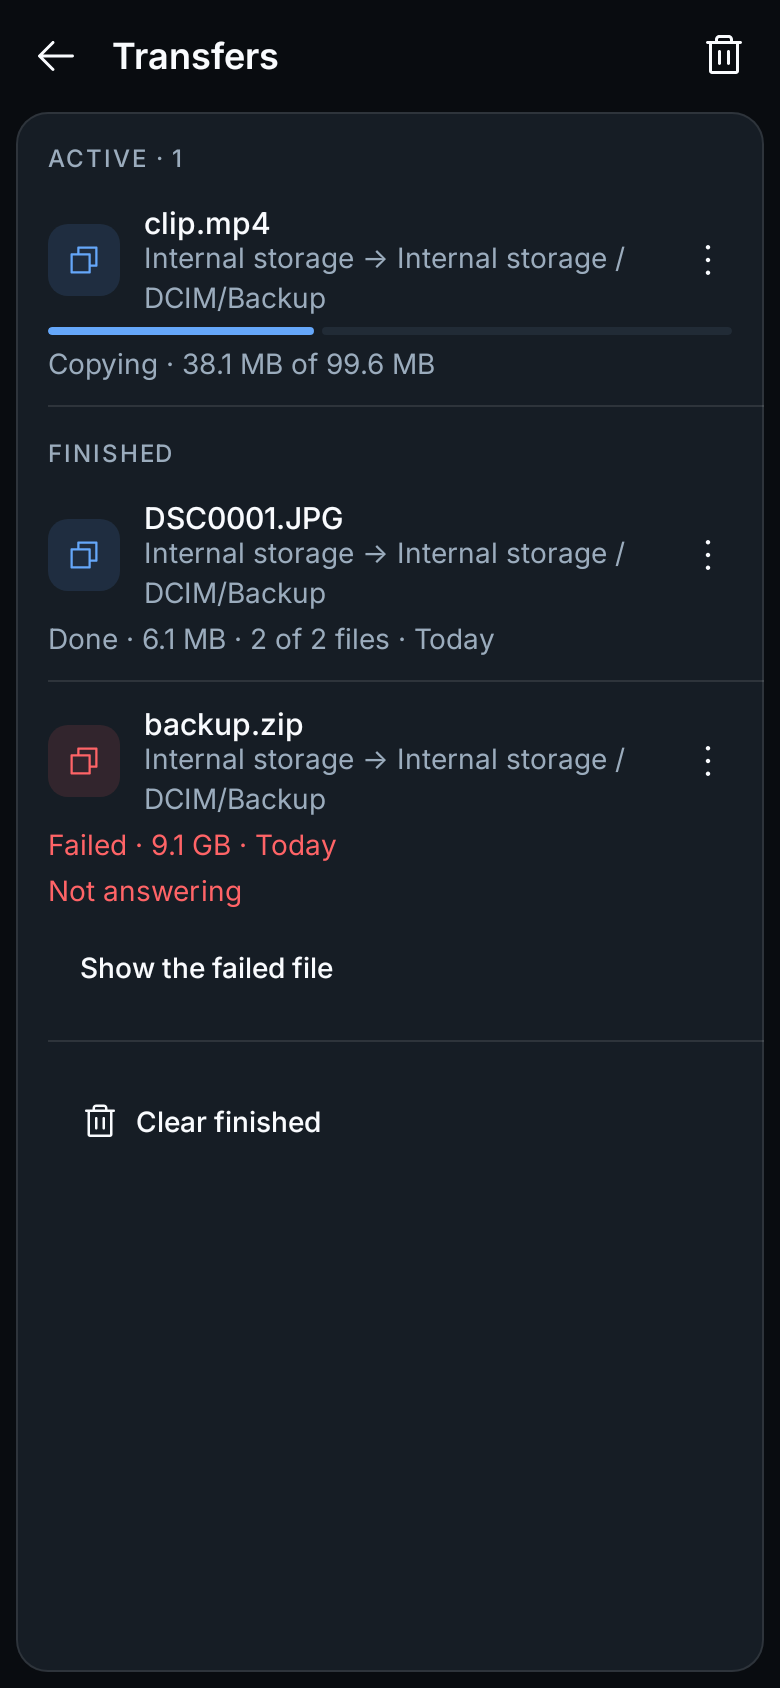 Transfers
ACTIVE · 1
clip.mp4
Internal storage → Internal storage /
DCIM/Backup
Copying · 38.1 MB of 99.6 MB
FINISHED
DSC0001.JPG
Internal storage → Internal storage /
DCIM/Backup
Done · 6.1 MB · 2 of 2 files · Today
backup.zip
Internal storage → Internal storage /
DCIM/Backup
Failed · 9.1 GB · Today
Not answering
Show the failed file
Clear finished